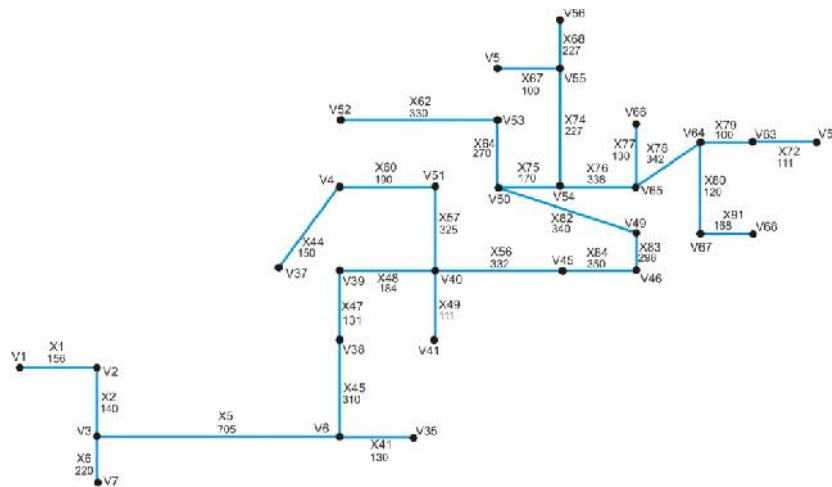 V56
X68
227
V5
V55
X67
100
X62
330
V52
V53
X74
227
V66
X79
100
V64
V63
V5
X72
111
X64
270
X77
130
X78
342
X60
190
V4
V51
X75
170
X76
338
V50
V54
V65
X80
120
X57
325
X82
340
V49
X91
168
V67
V68
X44
150
V37
X56
332
X84
350
X83
298
V39
X48
184
V40
V45
V46
X47
131
X49
111
V38
V41
X1
156
V1
V2
X45
310
X2
140
X5
705
V3
V6
V35
X41
130
X6
220
V7